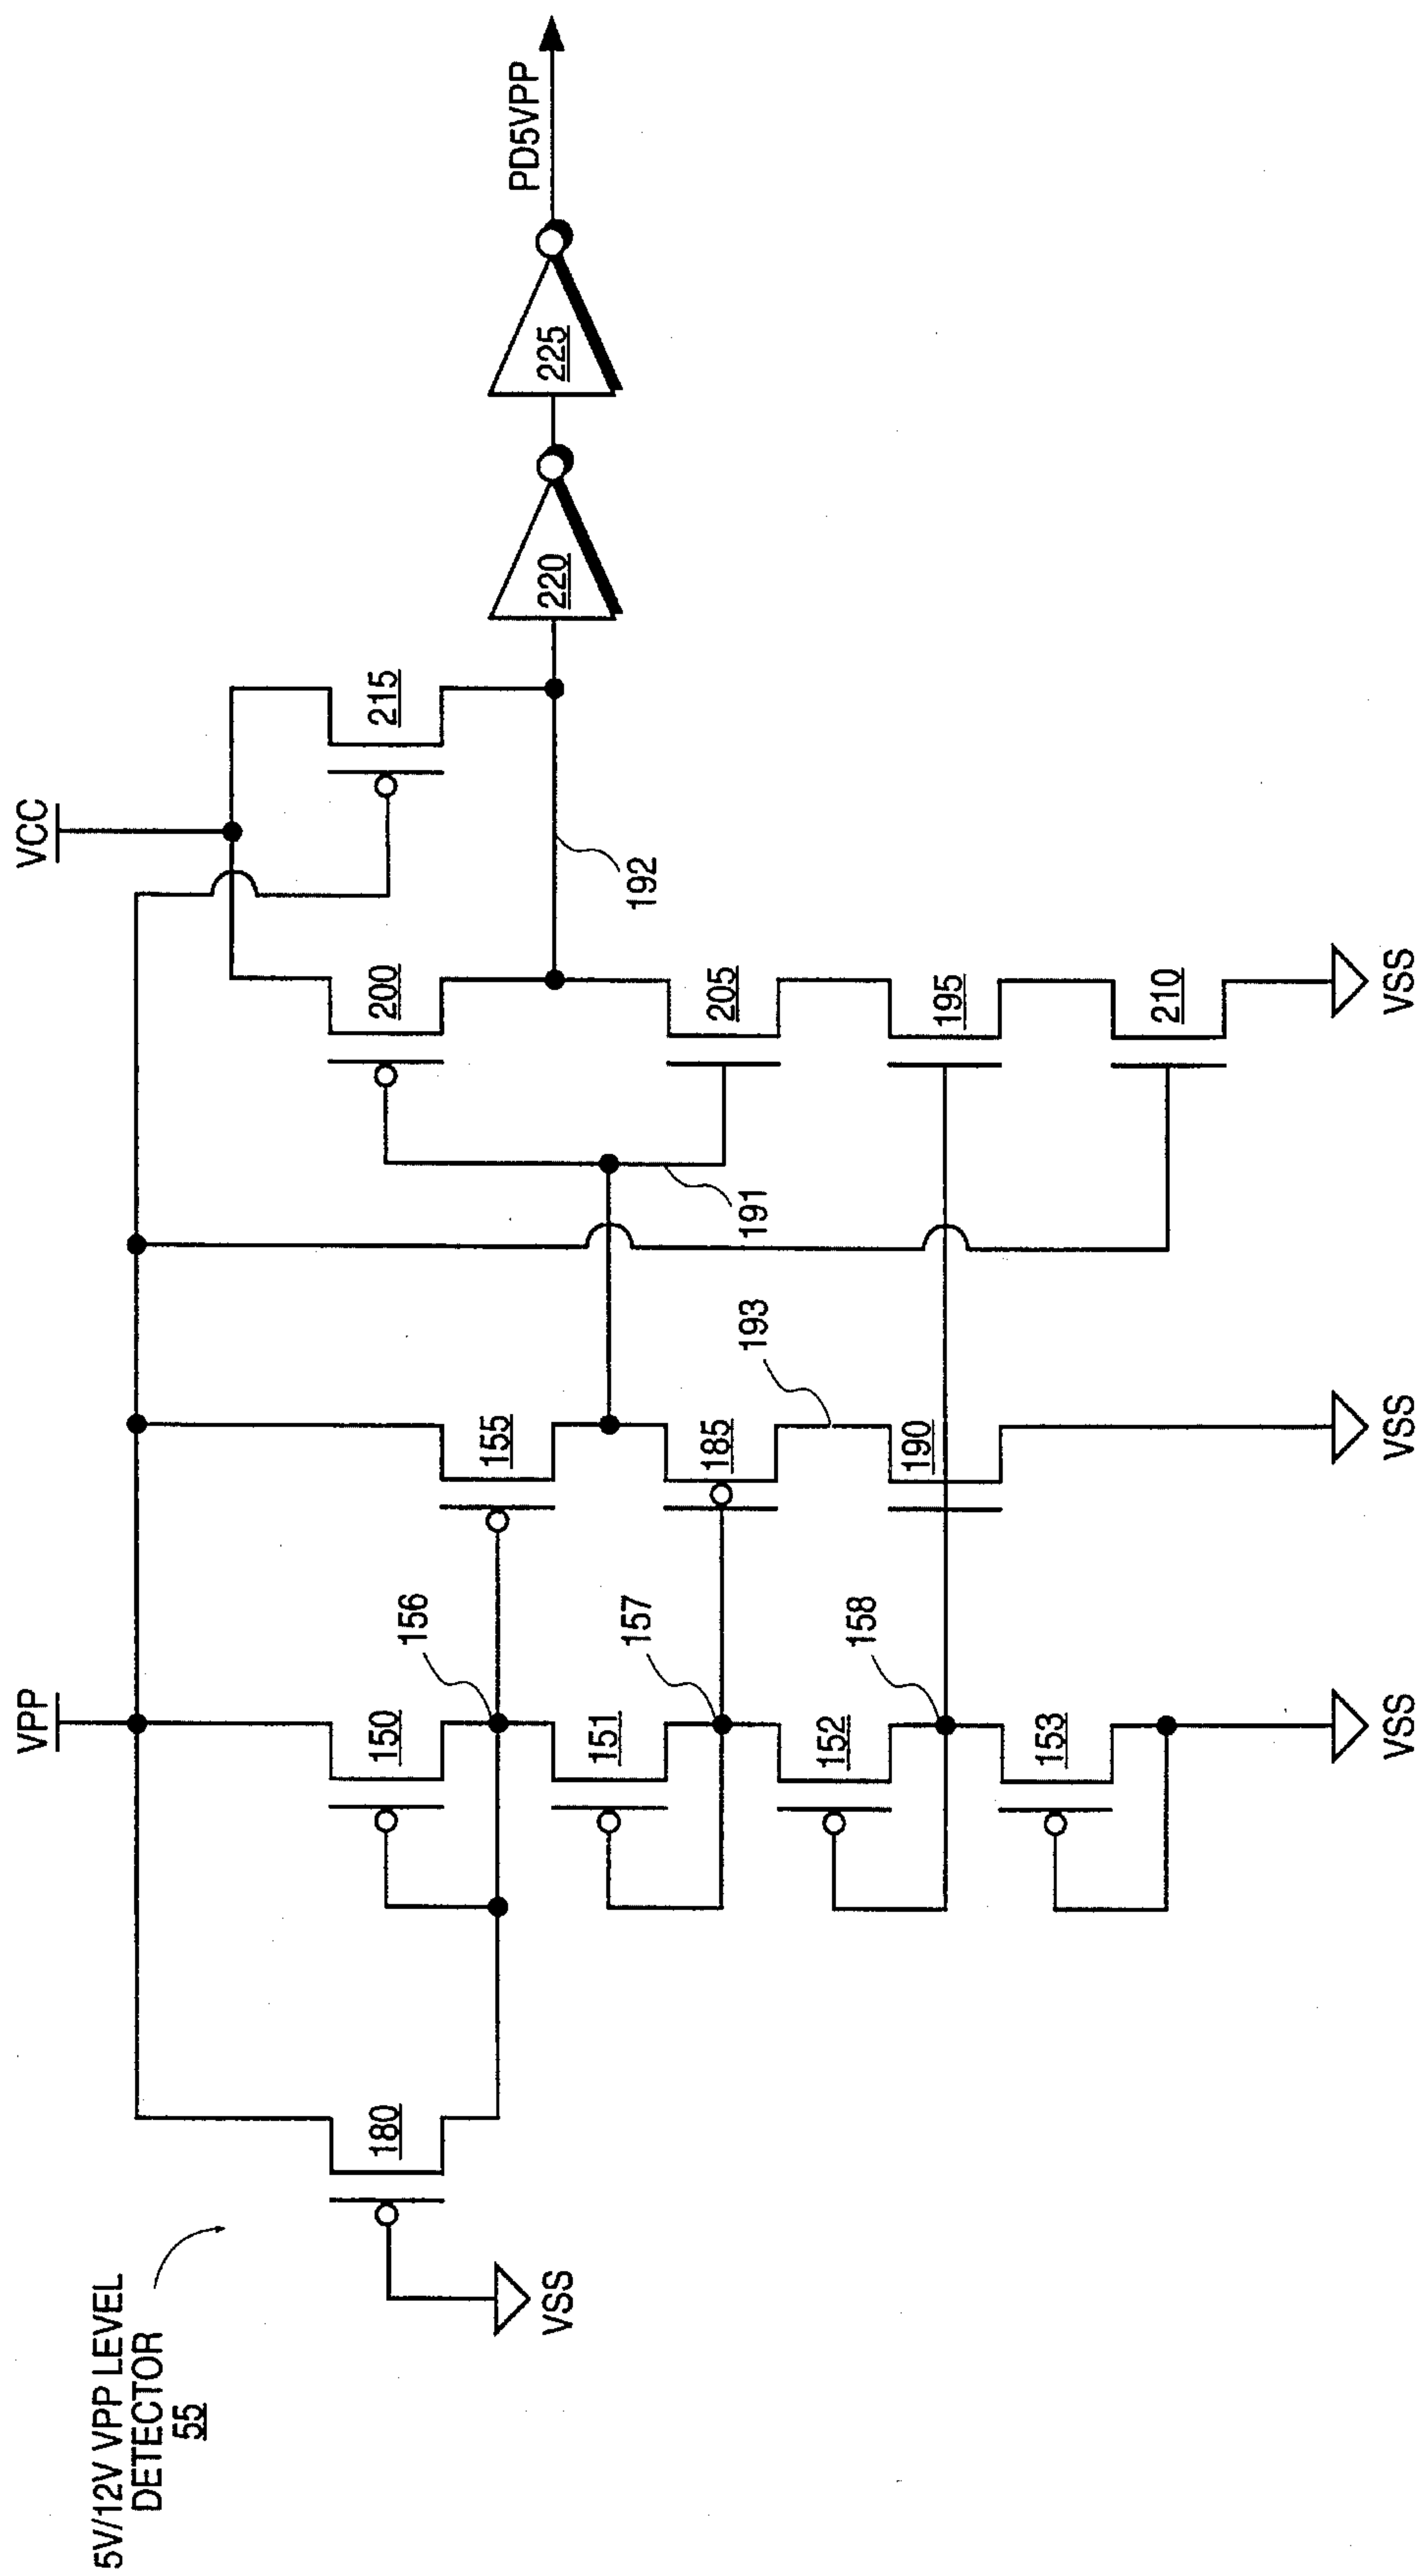 5V/12V VPP LEVEL
DETECTOR
55
VPP
VCC
180
VSS
150
156
151
157
152
158
153
VSS
155
185
193
190
VSS
191
200
205
195
210
VSS
192
215
220
225
PD5VPP